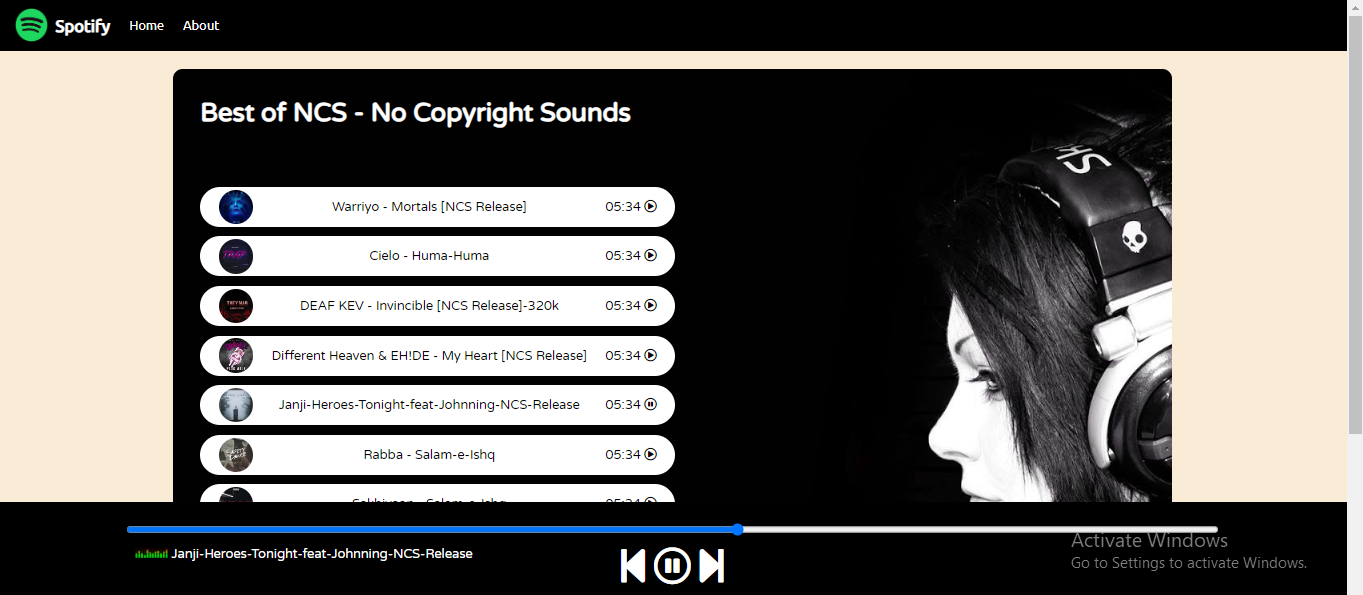 Spotify Home About
Best of NCS - No Copyright Sounds
Warriyo - Mortals [NCS Release] 05:34
Cielo - Huma-Huma 05:34
DEAF KEV - Invincible [NCS Release]-320k 05:34
Different Heaven & EH!DE - My Heart [NCS Release] 05:34
Janji-Heroes-Tonight-feat-Johnning-NCS-Release 05:34
Rabba - Salam-e-Ishq 05:34
Sakhiyaan - Salam-e-Ishq 05:34
Janji-Heroes-Tonight-feat-Johnning-NCS-Release
Activate Windows
Go to Settings to activate Windows.